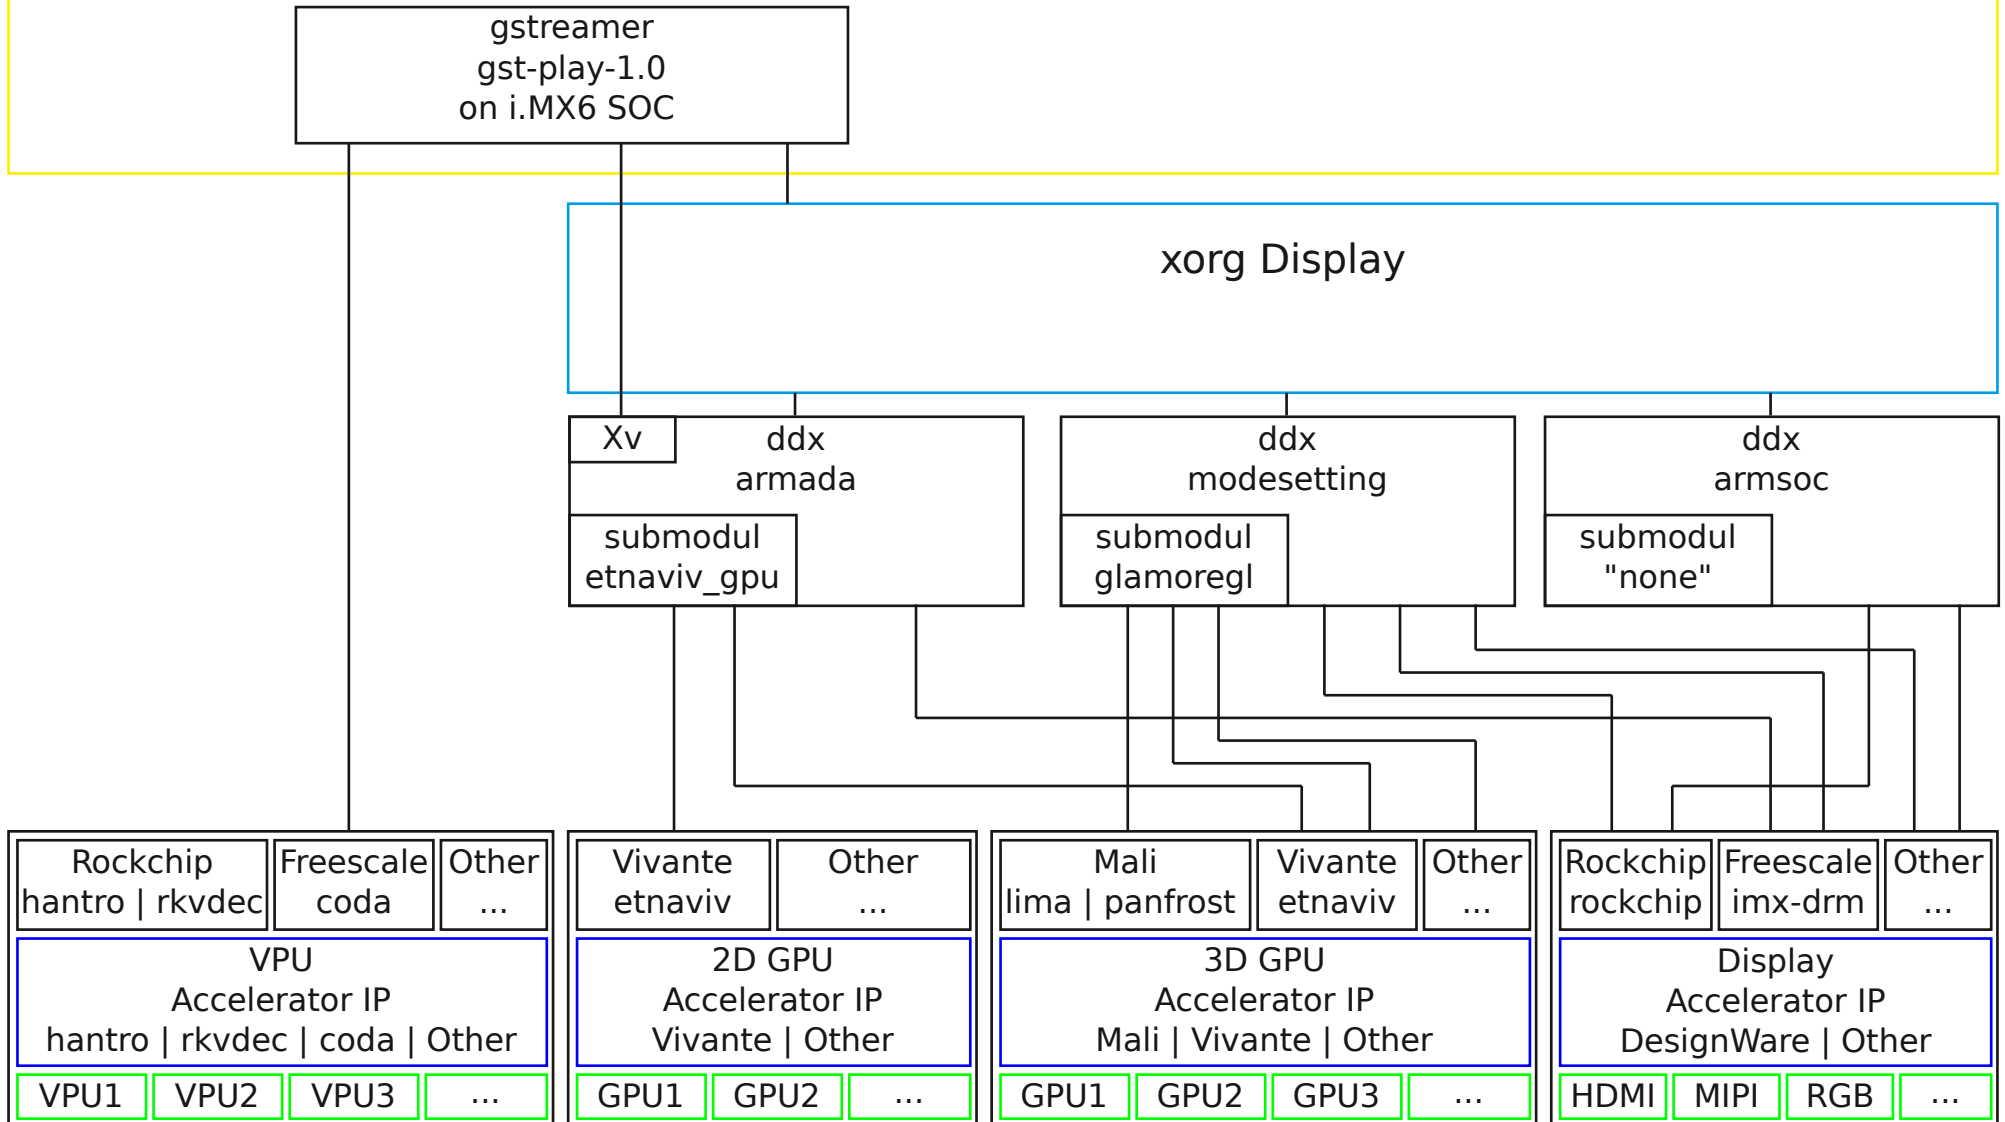 gstreamer
gst-play-1.0
on i.MX6 SOC
xorg Display
Xv
ddx
armada
submodul
etnaviv_gpu
ddx
modesetting
submodul
glamoregl
ddx
armsoc
submodul
"none"
Rockchip
hantro | rkvdec
Freescale
coda
Other
...
Vivante
etnaviv
Other
...
Mali
lima | panfrost
Vivante
etnaviv
Other
...
Rockchip
rockchip
Freescale
imx-drm
Other
...
VPU
Accelerator IP
hantro | rkvdec | coda | Other
2D GPU
Accelerator IP
Vivante | Other
3D GPU
Accelerator IP
Mali | Vivante | Other
Display
Accelerator IP
DesignWare | Other
VPU1
VPU2
VPU3
...
GPU1
GPU2
...
GPU1
GPU2
GPU3
...
HDMI
MIPI
RGB
...